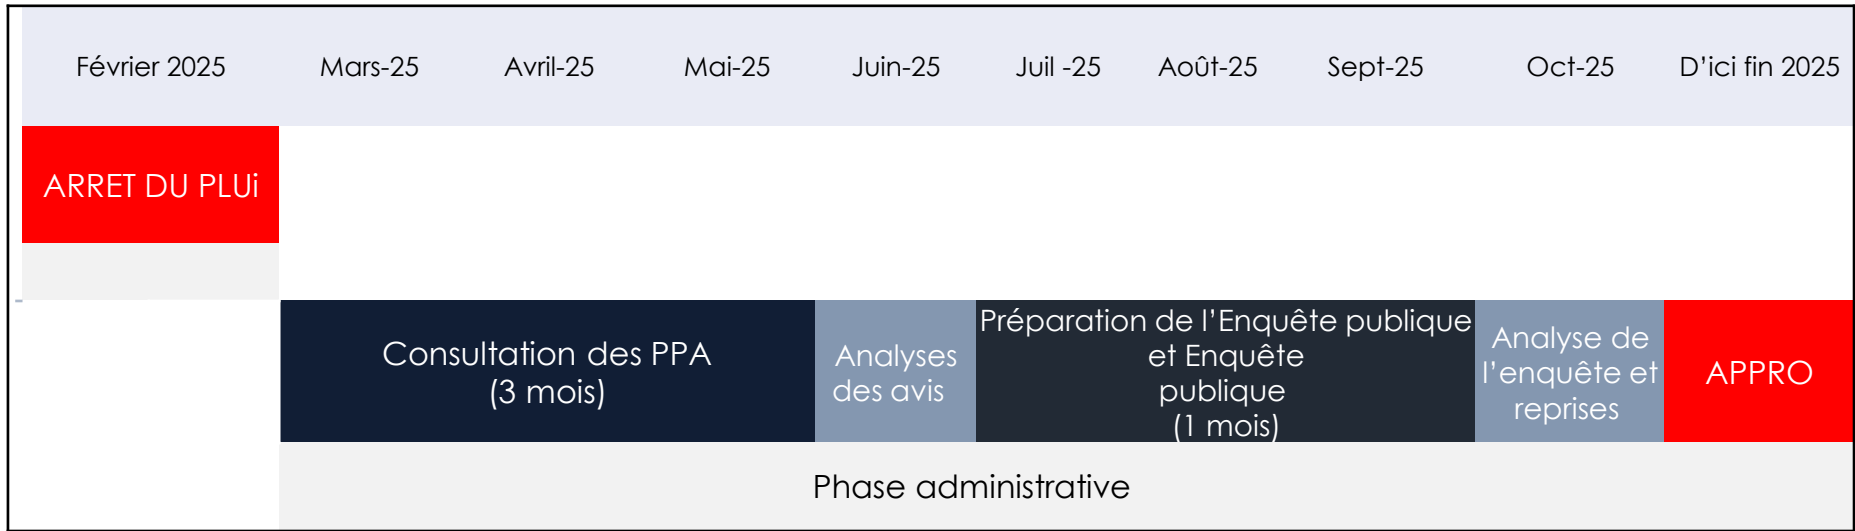 Février 2025 Mars-25 Avril-25 Mai-25 Juin-25 Juil -25 Août-25 Sept-25 Oct-25 D’ici fin 2025
ARRET DU PLUi
Consultation des PPA
(3 mois)
Analyses
des avis
Préparation de l’Enquête publique
et Enquête
publique
(1 mois)
Analyse de
l’enquête et
reprises
APPRO
Phase administrative